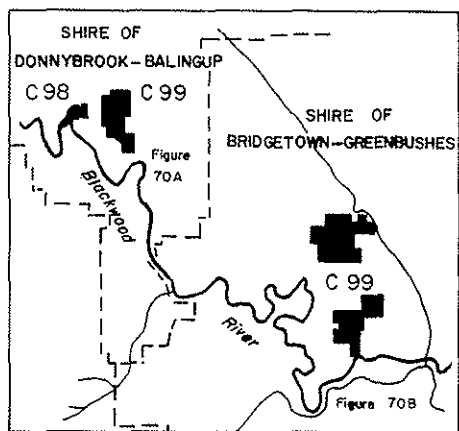 SHIRE OF
DONNYBROOK-BALINGUP
C 98
C 99
Figure
70A
Blackwood
River
SHIRE OF
BRIDGETOWN-GREENBUSHES
C 99
Figure 70B